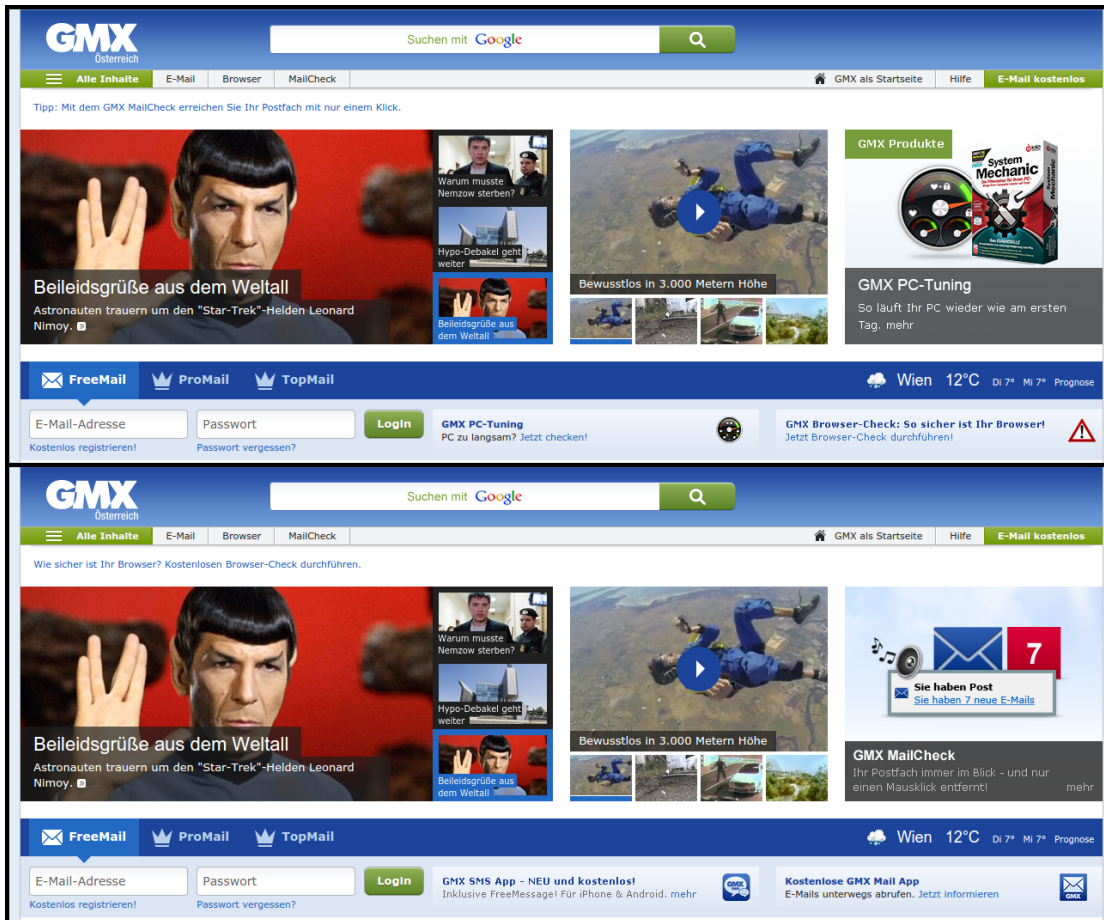 GMX
Österreich
Suchen mit Google
Alle Inhalte
E-Mail
Browser
MailCheck
GMX als Startseite
Hilfe
E-Mail kostenlos
Tipp: Mit dem GMX MailCheck erreichen Sie Ihr Postfach mit nur einem Klick.
Beileidsgrüße aus dem Weltall
Astronauten trauern um den "Star-Trek"-Helden Leonard
Nimoy.
Warum musste
Nemzow sterben?
Hypo-Debakel geht
weiter
Beileidsgrüße aus
dem Weltall
Bewusstlos in 3.000 Metern Höhe
GMX Produkte
System
Mechanic
GMX PC-Tuning
So läuft Ihr PC wieder wie am ersten
Tag. mehr
FreeMail
ProMail
TopMail
Wien 12°C Di 7° Mi 7° Prognose
E-Mail-Adresse
Passwort
Login
Kostenlos registrieren!
Passwort vergessen?
GMX PC-Tuning
PC zu langsam? Jetzt checken!
GMX Browser-Check: So sicher ist Ihr Browser!
Jetzt Browser-Check durchführen!
GMX
Österreich
Suchen mit Google
Alle Inhalte
E-Mail
Browser
MailCheck
GMX als Startseite
Hilfe
E-Mail kostenlos
Wie sicher ist Ihr Browser? Kostenlosen Browser-Check durchführen.
Beileidsgrüße aus dem Weltall
Astronauten trauern um den "Star-Trek"-Helden Leonard
Nimoy.
Warum musste
Nemzow sterben?
Hypo-Debakel geht
weiter
Beileidsgrüße aus
dem Weltall
Bewusstlos in 3.000 Metern Höhe
7
Sie haben Post
Sie haben 7 neue E-Mails
GMX MailCheck
Ihr Postfach immer im Blick - und nur
einen Mausklick entfernt! mehr
FreeMail
ProMail
TopMail
Wien 12°C Di 7° Mi 7° Prognose
E-Mail-Adresse
Passwort
Login
Kostenlos registrieren!
Passwort vergessen?
GMX SMS App - NEU und kostenlos!
Inklusive FreeMessage! Für iPhone & Android. mehr
GMX
SMS
Kostenlose GMX Mail App
E-Mails unterwegs abrufen. Jetzt informieren
GMX